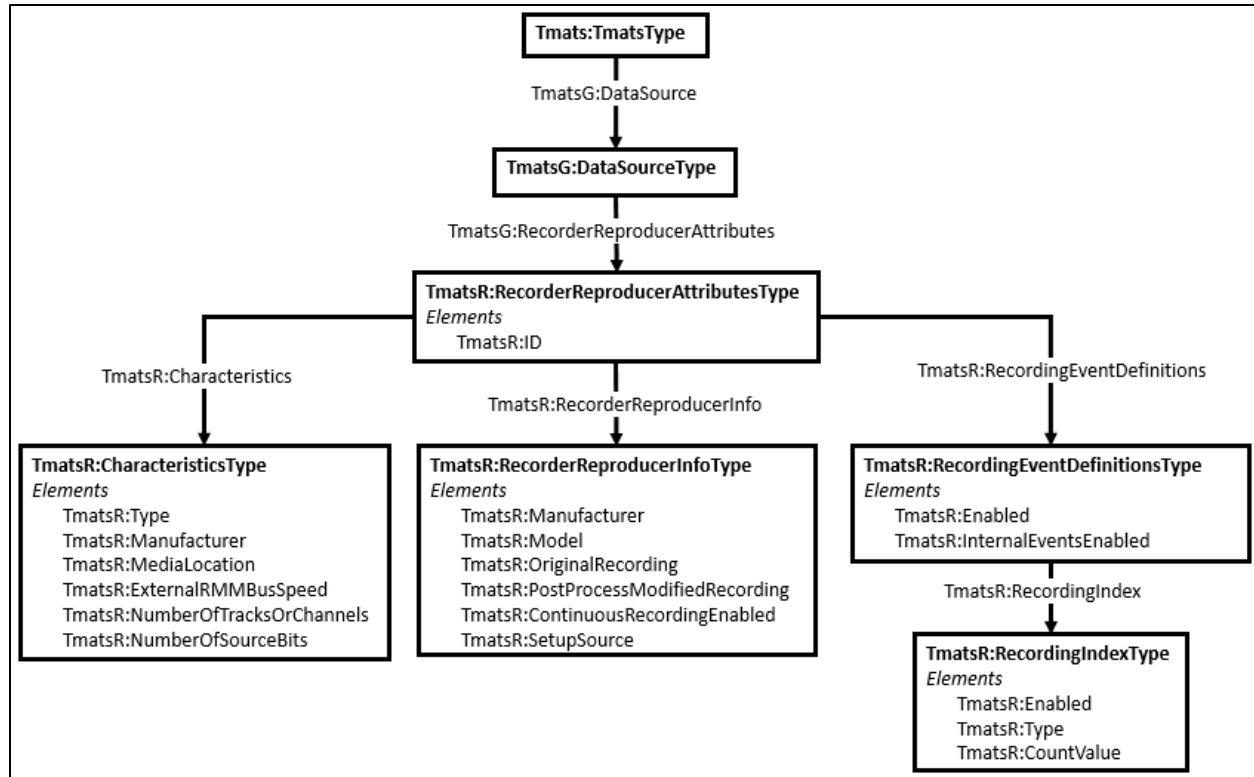 Tmats:TmatsType
TmatsG:DataSource
TmatsG:DataSourceType
TmatsG:RecorderReproducerAttributes
TmatsR:RecorderReproducerAttributesType
Elements
TmatsR:ID
TmatsR:Characteristics
TmatsR:RecorderReproducerInfo
TmatsR:RecordingEventDefinitions
TmatsR:CharacteristicsType
Elements
TmatsR:Type
TmatsR:Manufacturer
TmatsR:MediaLocation
TmatsR:ExternalRMMBusSpeed
TmatsR:NumberOfTracksOrChannels
TmatsR:NumberOfSourceBits
TmatsR:RecorderReproducerInfoType
Elements
TmatsR:Manufacturer
TmatsR:Model
TmatsR:OriginalRecording
TmatsR:PostProcessModifiedRecording
TmatsR:ContinuousRecordingEnabled
TmatsR:SetupSource
TmatsR:RecordingEventDefinitionsType
Elements
TmatsR:Enabled
TmatsR:InternalEventsEnabled
TmatsR:RecordingIndex
TmatsR:RecordingIndexType
Elements
TmatsR:Enabled
TmatsR:Type
TmatsR:CountValue